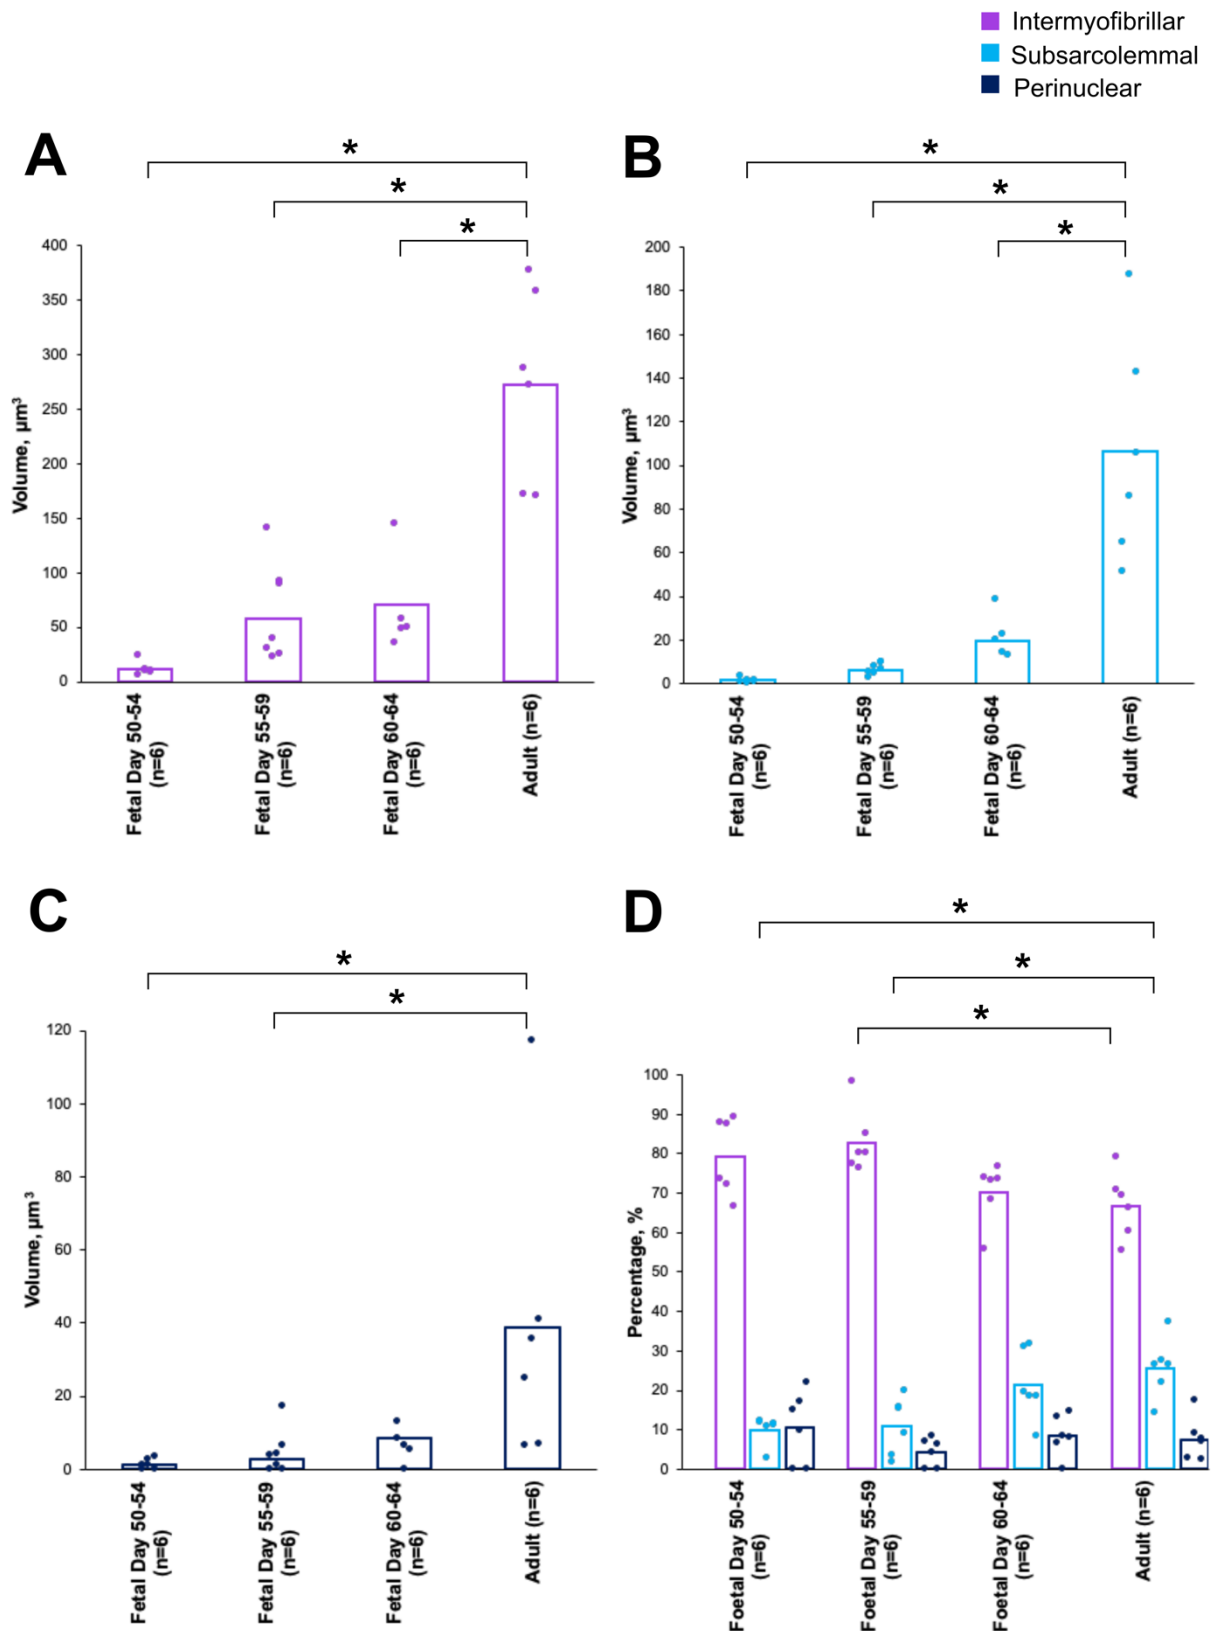 Intermyofibrillar
Subsarcolemmal
Perinuclear
A
*
*
*
400
350
300
250
200
150
100
50
0
Volume, µm³
Fetal Day 50-54
(n=6)
Fetal Day 55-59
(n=6)
Fetal Day 60-64
(n=6)
Adult (n=6)
B
*
*
*
200
180
160
140
120
100
80
60
40
20
0
Volume, µm³
Fetal Day 50-54
(n=6)
Fetal Day 55-59
(n=6)
Fetal Day 60-64
(n=6)
Adult (n=6)
C
*
*
120
100
80
60
40
20
0
Volume, µm³
Fetal Day 50-54
(n=6)
Fetal Day 55-59
(n=6)
Fetal Day 60-64
(n=6)
Adult (n=6)
D
*
*
*
100
90
80
70
60
50
40
30
20
10
0
Percentage, %
Foetal Day 50-54
(n=6)
Foetal Day 55-59
(n=6)
Foetal Day 60-64
(n=6)
Adult (n=6)